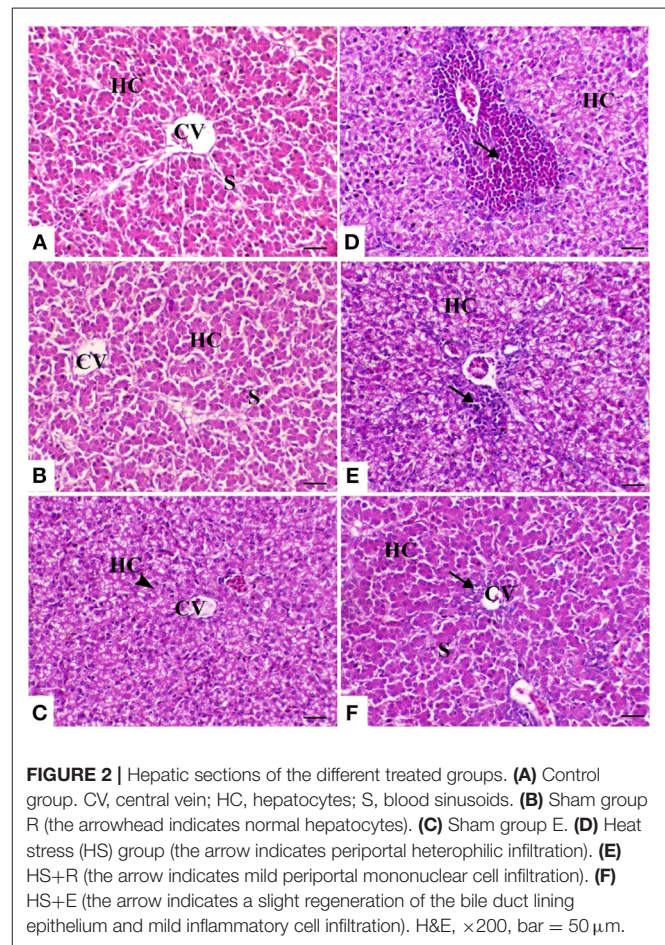 HC
CV
S
A
HC
D
CV
HC
S
B
HC
E
HC
CV
C
HC
CV
S
F
FIGURE 2 | Hepatic sections of the different treated groups. (A) Control
group. CV, central vein; HC, hepatocytes; S, blood sinusoids. (B) Sham group
R (the arrowhead indicates normal hepatocytes). (C) Sham group E. (D) Heat
stress (HS) group (the arrow indicates periportal heterophilic infiltration). (E)
HS+R (the arrow indicates mild periportal mononuclear cell infiltration). (F)
HS+E (the arrow indicates a slight regeneration of the bile duct lining
epithelium and mild inflammatory cell infiltration). H&E, ×200, bar = 50 μm.